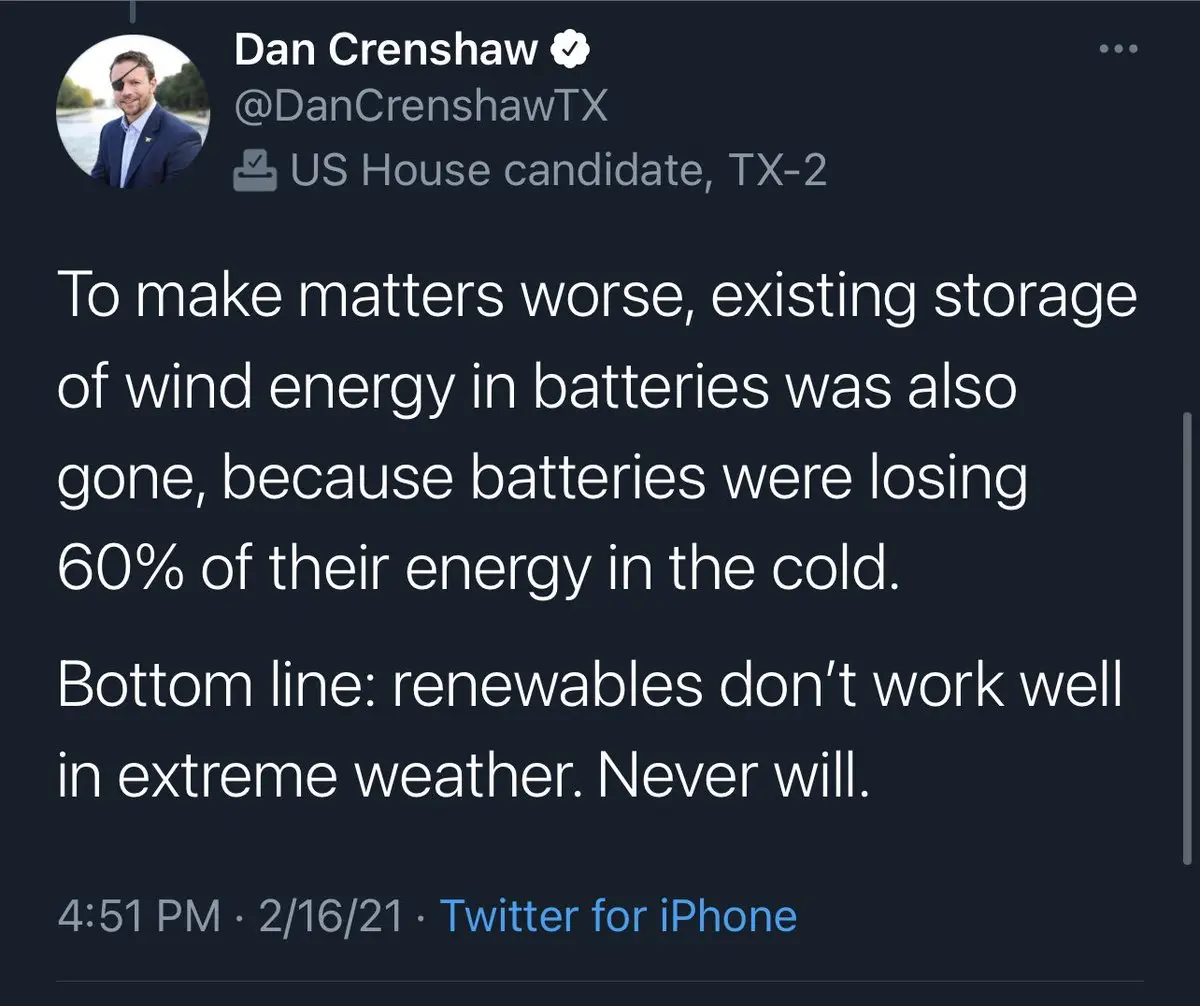 Dan Crenshaw
@DanCrenshawTX
US House candidate, TX-2
To make matters worse, existing storage
of wind energy in batteries was also
gone, because batteries were losing
60% of their energy in the cold.
Bottom line: renewables don’t work well
in extreme weather. Never will.
4:51 PM · 2/16/21 · Twitter for iPhone